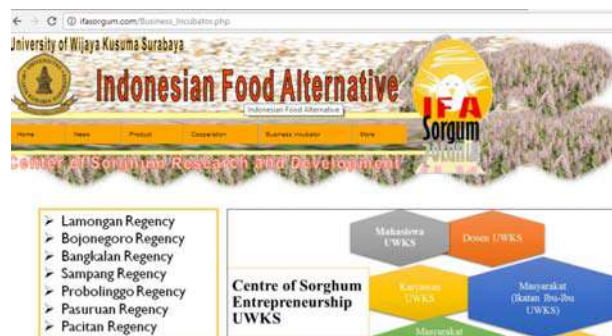 ifasorgum.com/Business_Incubator.php
University of Wijaya Kusuma Surabaya
Indonesian Food Alternative
Indonesian Food Alternative
IFA
Sorgum
Home News Product Cooperation Business Incubator Store
Center of Sorghum Research and Development
➢ Lamongan Regency
➢ Bojonegoro Regency
➢ Bangkalan Regency
➢ Sampang Regency
➢ Probolinggo Regency
➢ Pasuruan Regency
➢ Pacitan Regency
Mahasiswa
UWKS
Dosen UWKS
Centre of Sorghum
Entrepreneurship
UWKS
Karyawan
UWKS
Masyarakat
(Ikatan Ibu-Ibu
UWKS)
Masyarakat